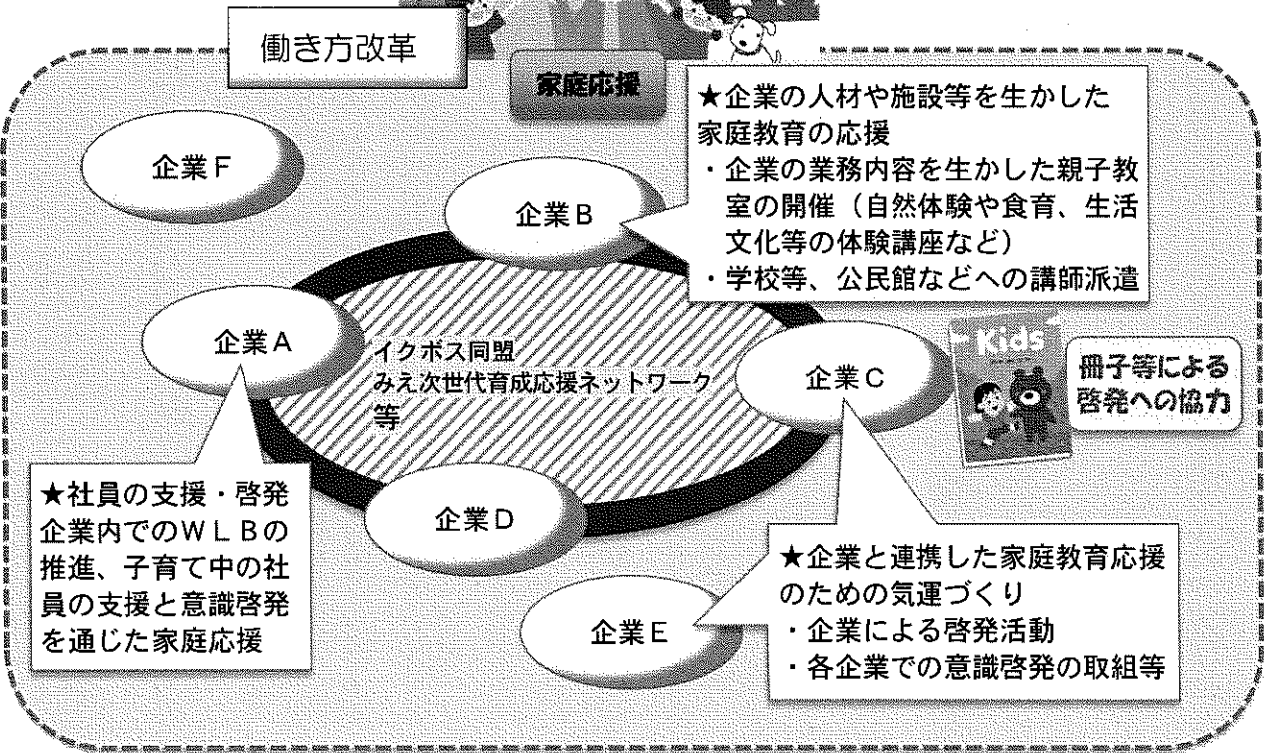 働き方改革
家庭応援
★企業の人材や施設等を生かした
家庭教育の応援
・企業の業務内容を生かした親子教
室の開催（自然体験や食育、生活
文化等の体験講座など）
・学校等、公民館などへの講師派遣
企業F
企業B
企業A
イクボス同盟
みえ次世代育成応援ネットワーク
等
企業C
Kids
冊子等による
啓発への協力
★社員の支援・啓発
企業内でのＷＬＢの
推進、子育て中の社
員の支援と意識啓発
を通じた家庭応援
企業D
企業E
★企業と連携した家庭教育応援
のための気運づくり
・企業による啓発活動
・各企業での意識啓発の取組等